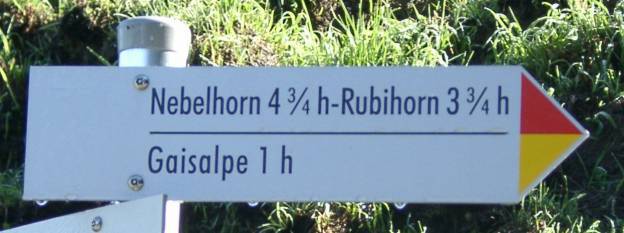 Nebelhorn 4 ¾ h-Rubihorn 3 ¾ h
Gaisalpe 1 h